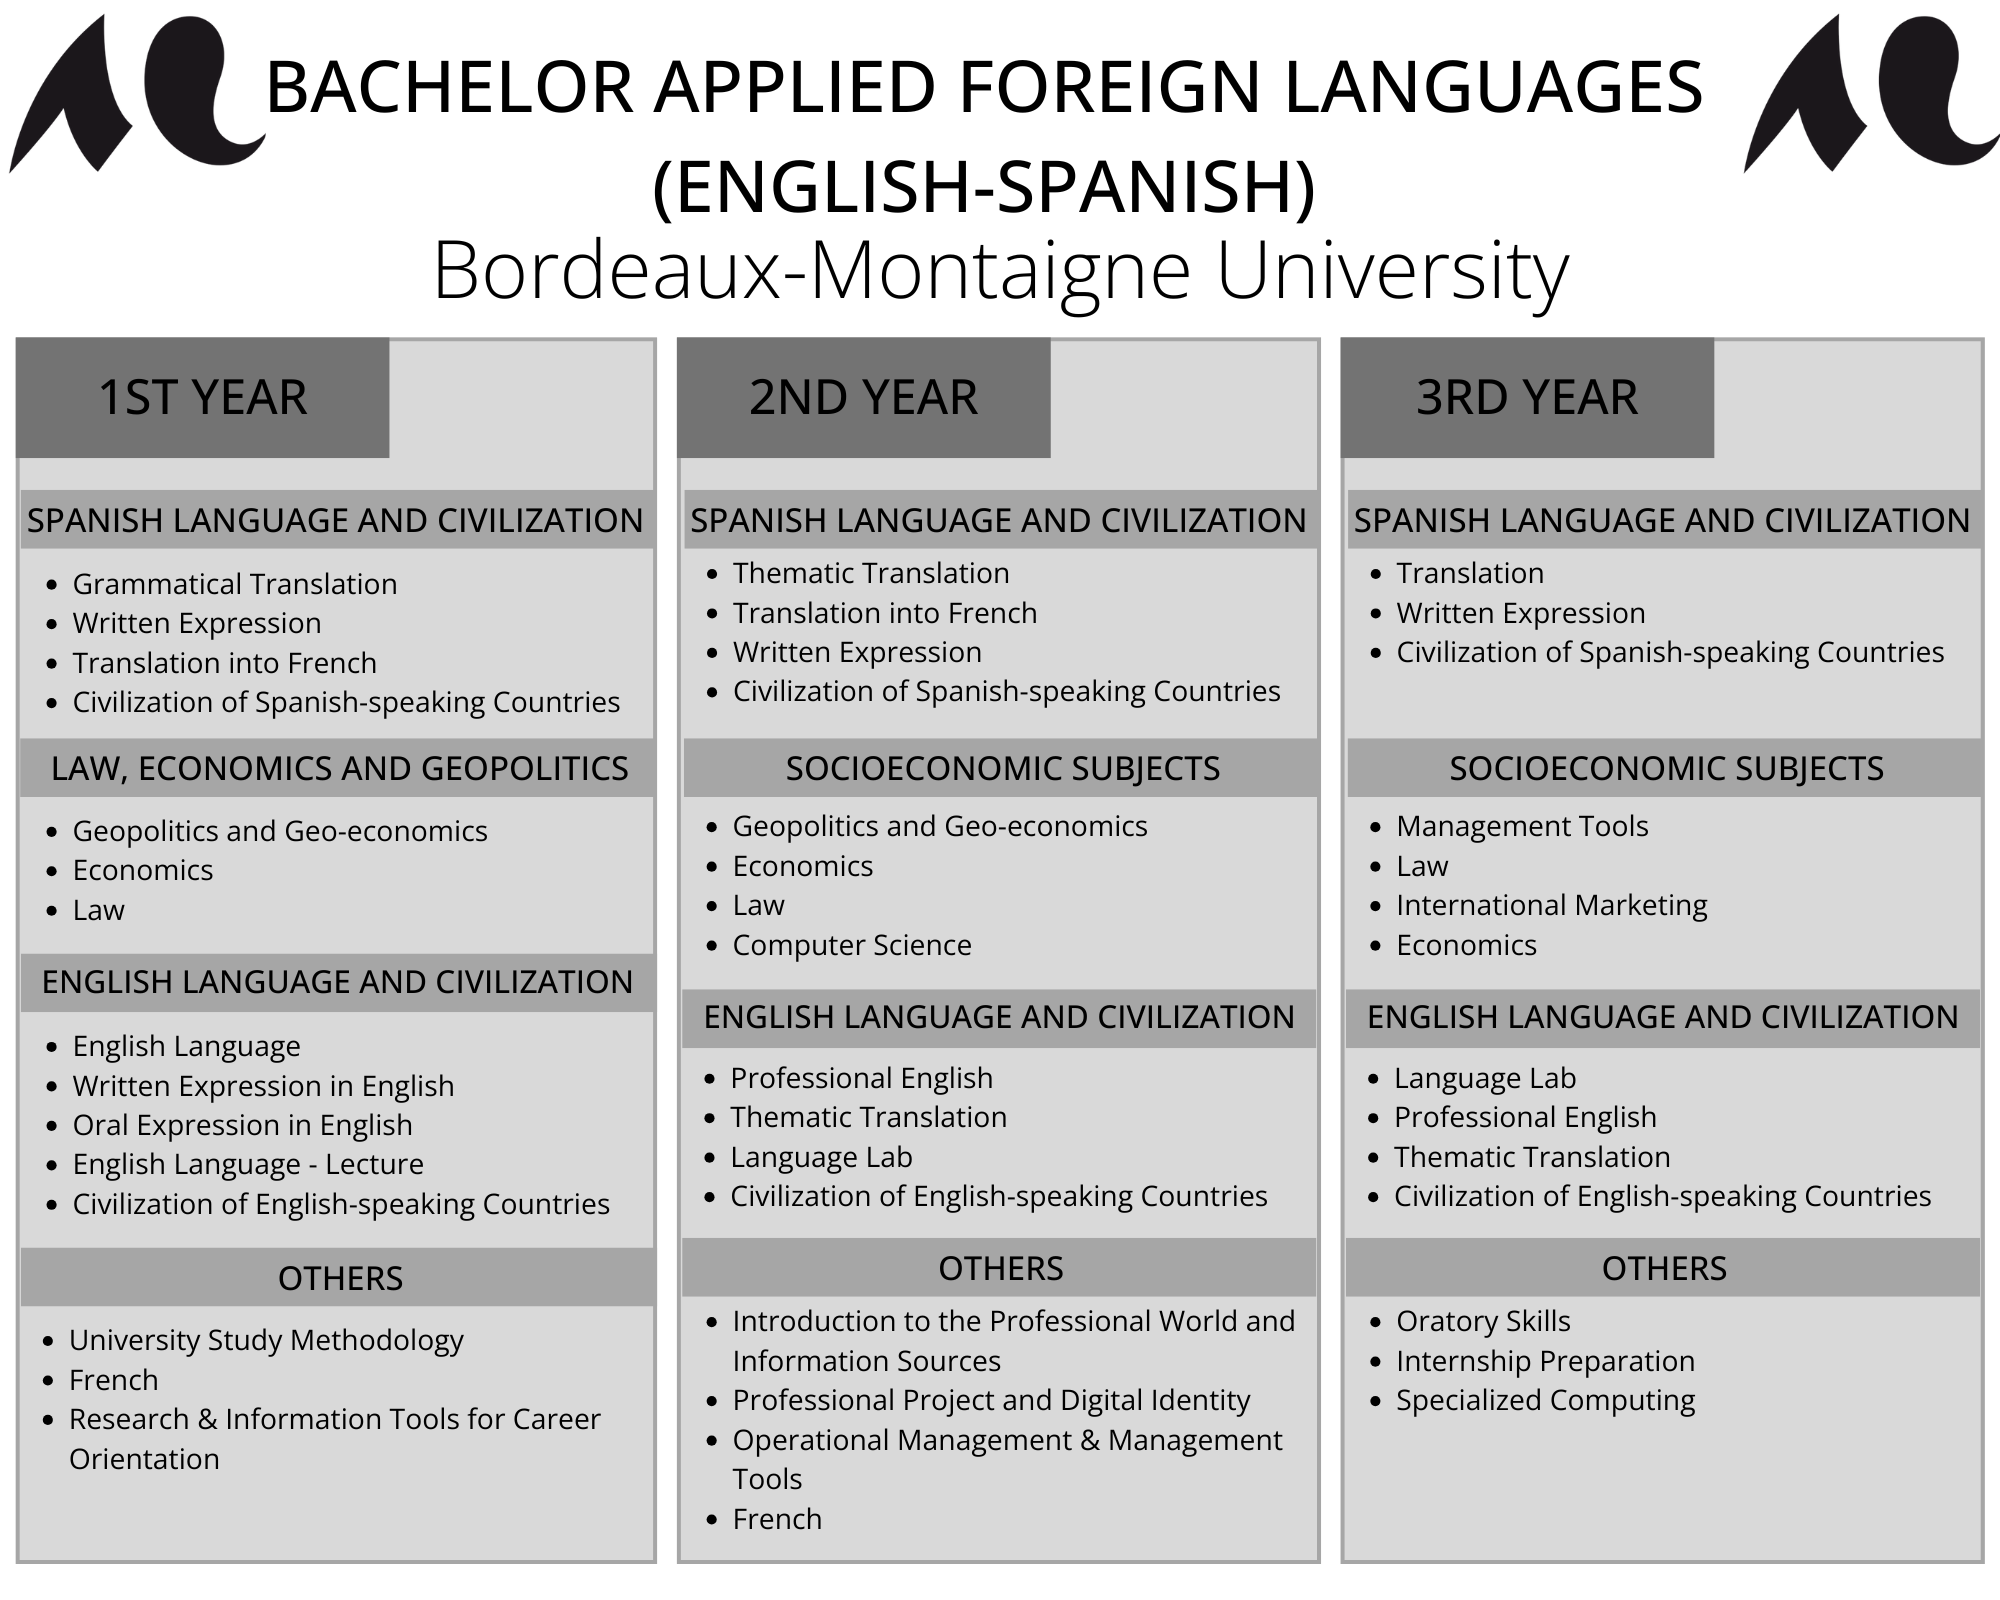 BACHELOR APPLIED FOREIGN LANGUAGES
(ENGLISH-SPANISH)
Bordeaux-Montaigne University
1ST YEAR
SPANISH LANGUAGE AND CIVILIZATION
• Grammatical Translation
• Written Expression
• Translation into French
• Civilization of Spanish-speaking Countries
LAW, ECONOMICS AND GEOPOLITICS
• Geopolitics and Geo-economics
• Economics
• Law
ENGLISH LANGUAGE AND CIVILIZATION
• English Language
• Written Expression in English
• Oral Expression in English
• English Language - Lecture
• Civilization of English-speaking Countries
OTHERS
• University Study Methodology
• French
• Research & Information Tools for Career
Orientation
2ND YEAR
SPANISH LANGUAGE AND CIVILIZATION
• Thematic Translation
• Translation into French
• Written Expression
• Civilization of Spanish-speaking Countries
SOCIOECONOMIC SUBJECTS
• Geopolitics and Geo-economics
• Economics
• Law
• Computer Science
ENGLISH LANGUAGE AND CIVILIZATION
• Professional English
• Thematic Translation
• Language Lab
• Civilization of English-speaking Countries
OTHERS
• Introduction to the Professional World and
Information Sources
• Professional Project and Digital Identity
• Operational Management & Management
Tools
• French
3RD YEAR
SPANISH LANGUAGE AND CIVILIZATION
• Translation
• Written Expression
• Civilization of Spanish-speaking Countries
SOCIOECONOMIC SUBJECTS
• Management Tools
• Law
• International Marketing
• Economics
ENGLISH LANGUAGE AND CIVILIZATION
• Language Lab
• Professional English
• Thematic Translation
• Civilization of English-speaking Countries
OTHERS
• Oratory Skills
• Internship Preparation
• Specialized Computing